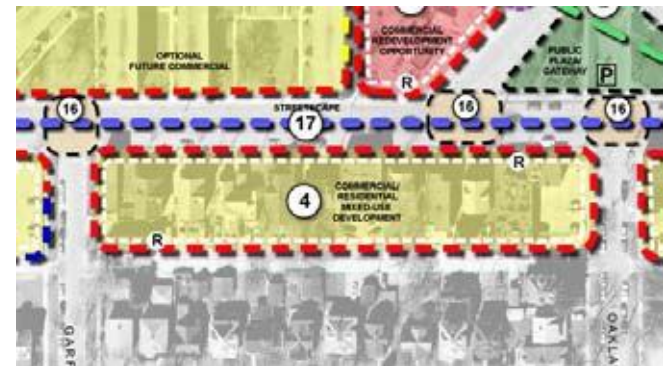 OPTIONAL
FUTURE COMMERCIAL
COMMERCIAL
REDEVELOPMENT
OPPORTUNITY
PUBLIC
PLAZA/
GATEWAY
P
R
16
STREETSCAPE
17
16
16
R
4
COMMERCIAL/
RESIDENTIAL
MIXED-USE
DEVELOPMENT
R
GARF
OAKLA